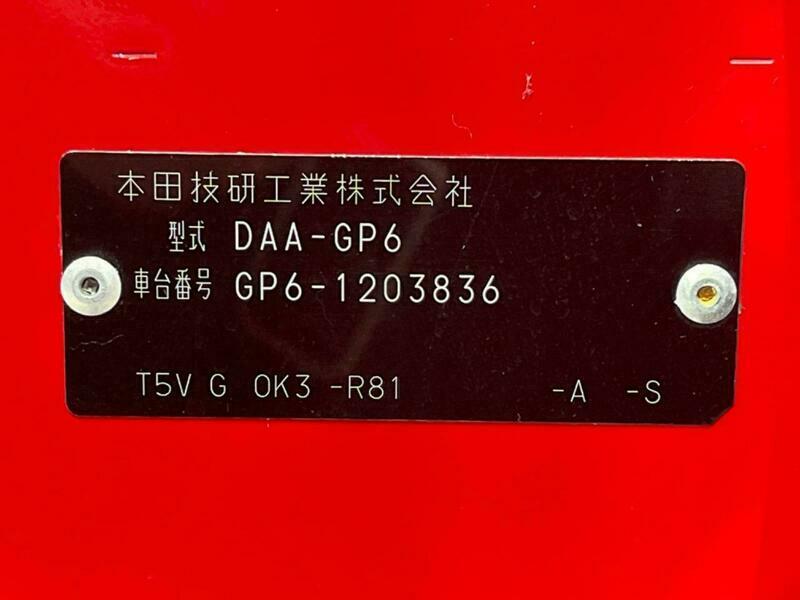 本田技研工業株式会社
型式 DAA-GP6
車台番号 GP6-1203836
T5V G OK3 -R81 -A -S